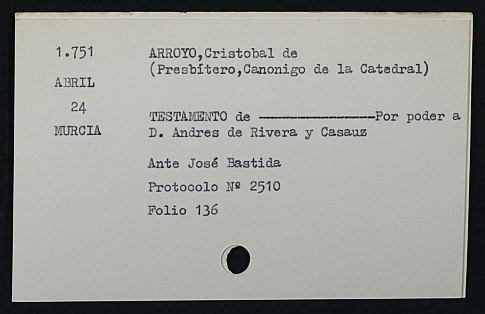 1.751
ABRIL
24
MURCIA
ARROYO,Cristobal de
(Presbítero,Canonigo de la Catedral)
TESTAMENTO de ——————————Por poder a
D. Andres de Rivera y Casauz
Ante José Bastida
Protocolo Nº 2510
Folio 136